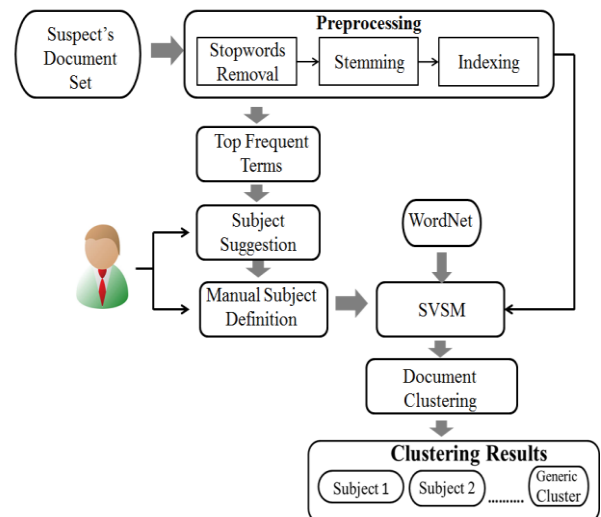 Suspect's
Document
Set
Preprocessing
Stopwords
Removal
Stemming
Indexing
Top Frequent
Terms
Subject
Suggestion
WordNet
Manual Subject
Definition
SVSM
Document
Clustering
Clustering Results
Subject 1
Subject 2
..........
Generic
Cluster